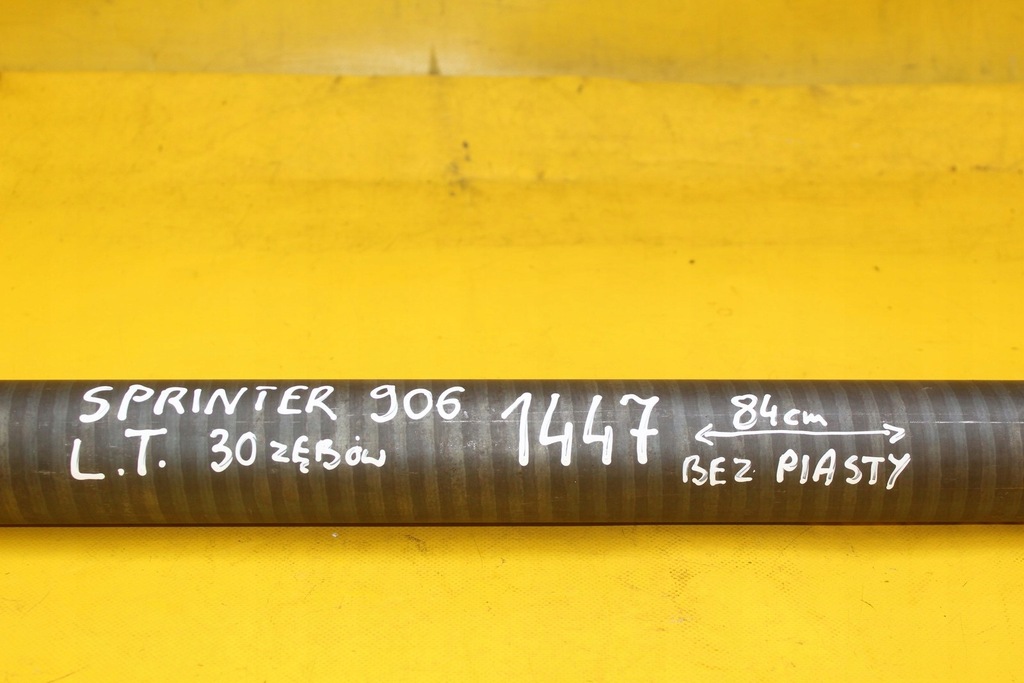 SPRINTER 906
L.T. 30 ZĘBÓW
1447
84cm
BEZ PIASTY